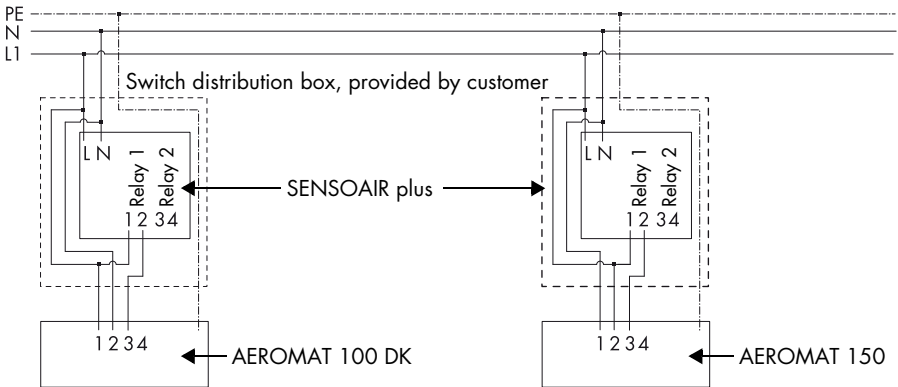 PE
N
L1
Switch distribution box, provided by customer
L N
Relay 1
Relay 2
1 2 3 4
SENSOAIR plus
L N
Relay 1
Relay 2
1 2 3 4
1 2 3 4
AEROMAT 100 DK
1 2 3 4
AEROMAT 150